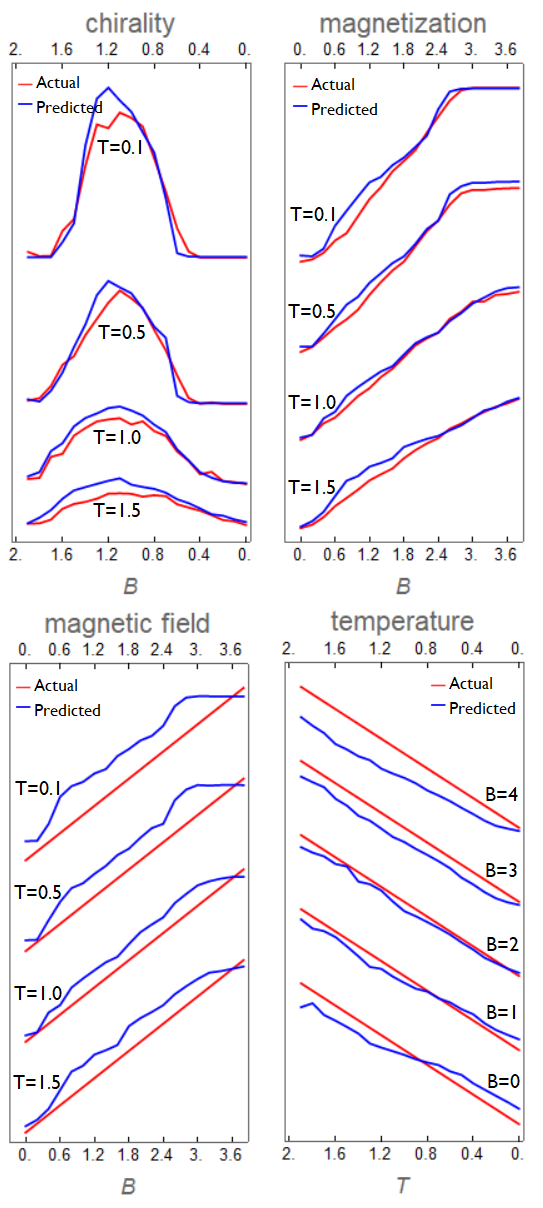 chirality
2. 1.6 1.2 0.8 0.4 0.
Actual
Predicted
T=0.1
T=0.5
T=1.0
T=1.5
2. 1.6 1.2 0.8 0.4 0.
B
magnetization
0. 0.6 1.2 1.8 2.4 3. 3.6
Actual
Predicted
T=0.1
T=0.5
T=1.0
T=1.5
0. 0.6 1.2 1.8 2.4 3. 3.6
B
magnetic field
0. 0.6 1.2 1.8 2.4 3. 3.6
Actual
Predicted
T=0.1
T=0.5
T=1.0
T=1.5
0. 0.6 1.2 1.8 2.4 3. 3.6
B
temperature
2. 1.6 1.2 0.8 0.4 0.
Actual
Predicted
B=4
B=3
B=2
B=1
B=0
2. 1.6 1.2 0.8 0.4 0.
T